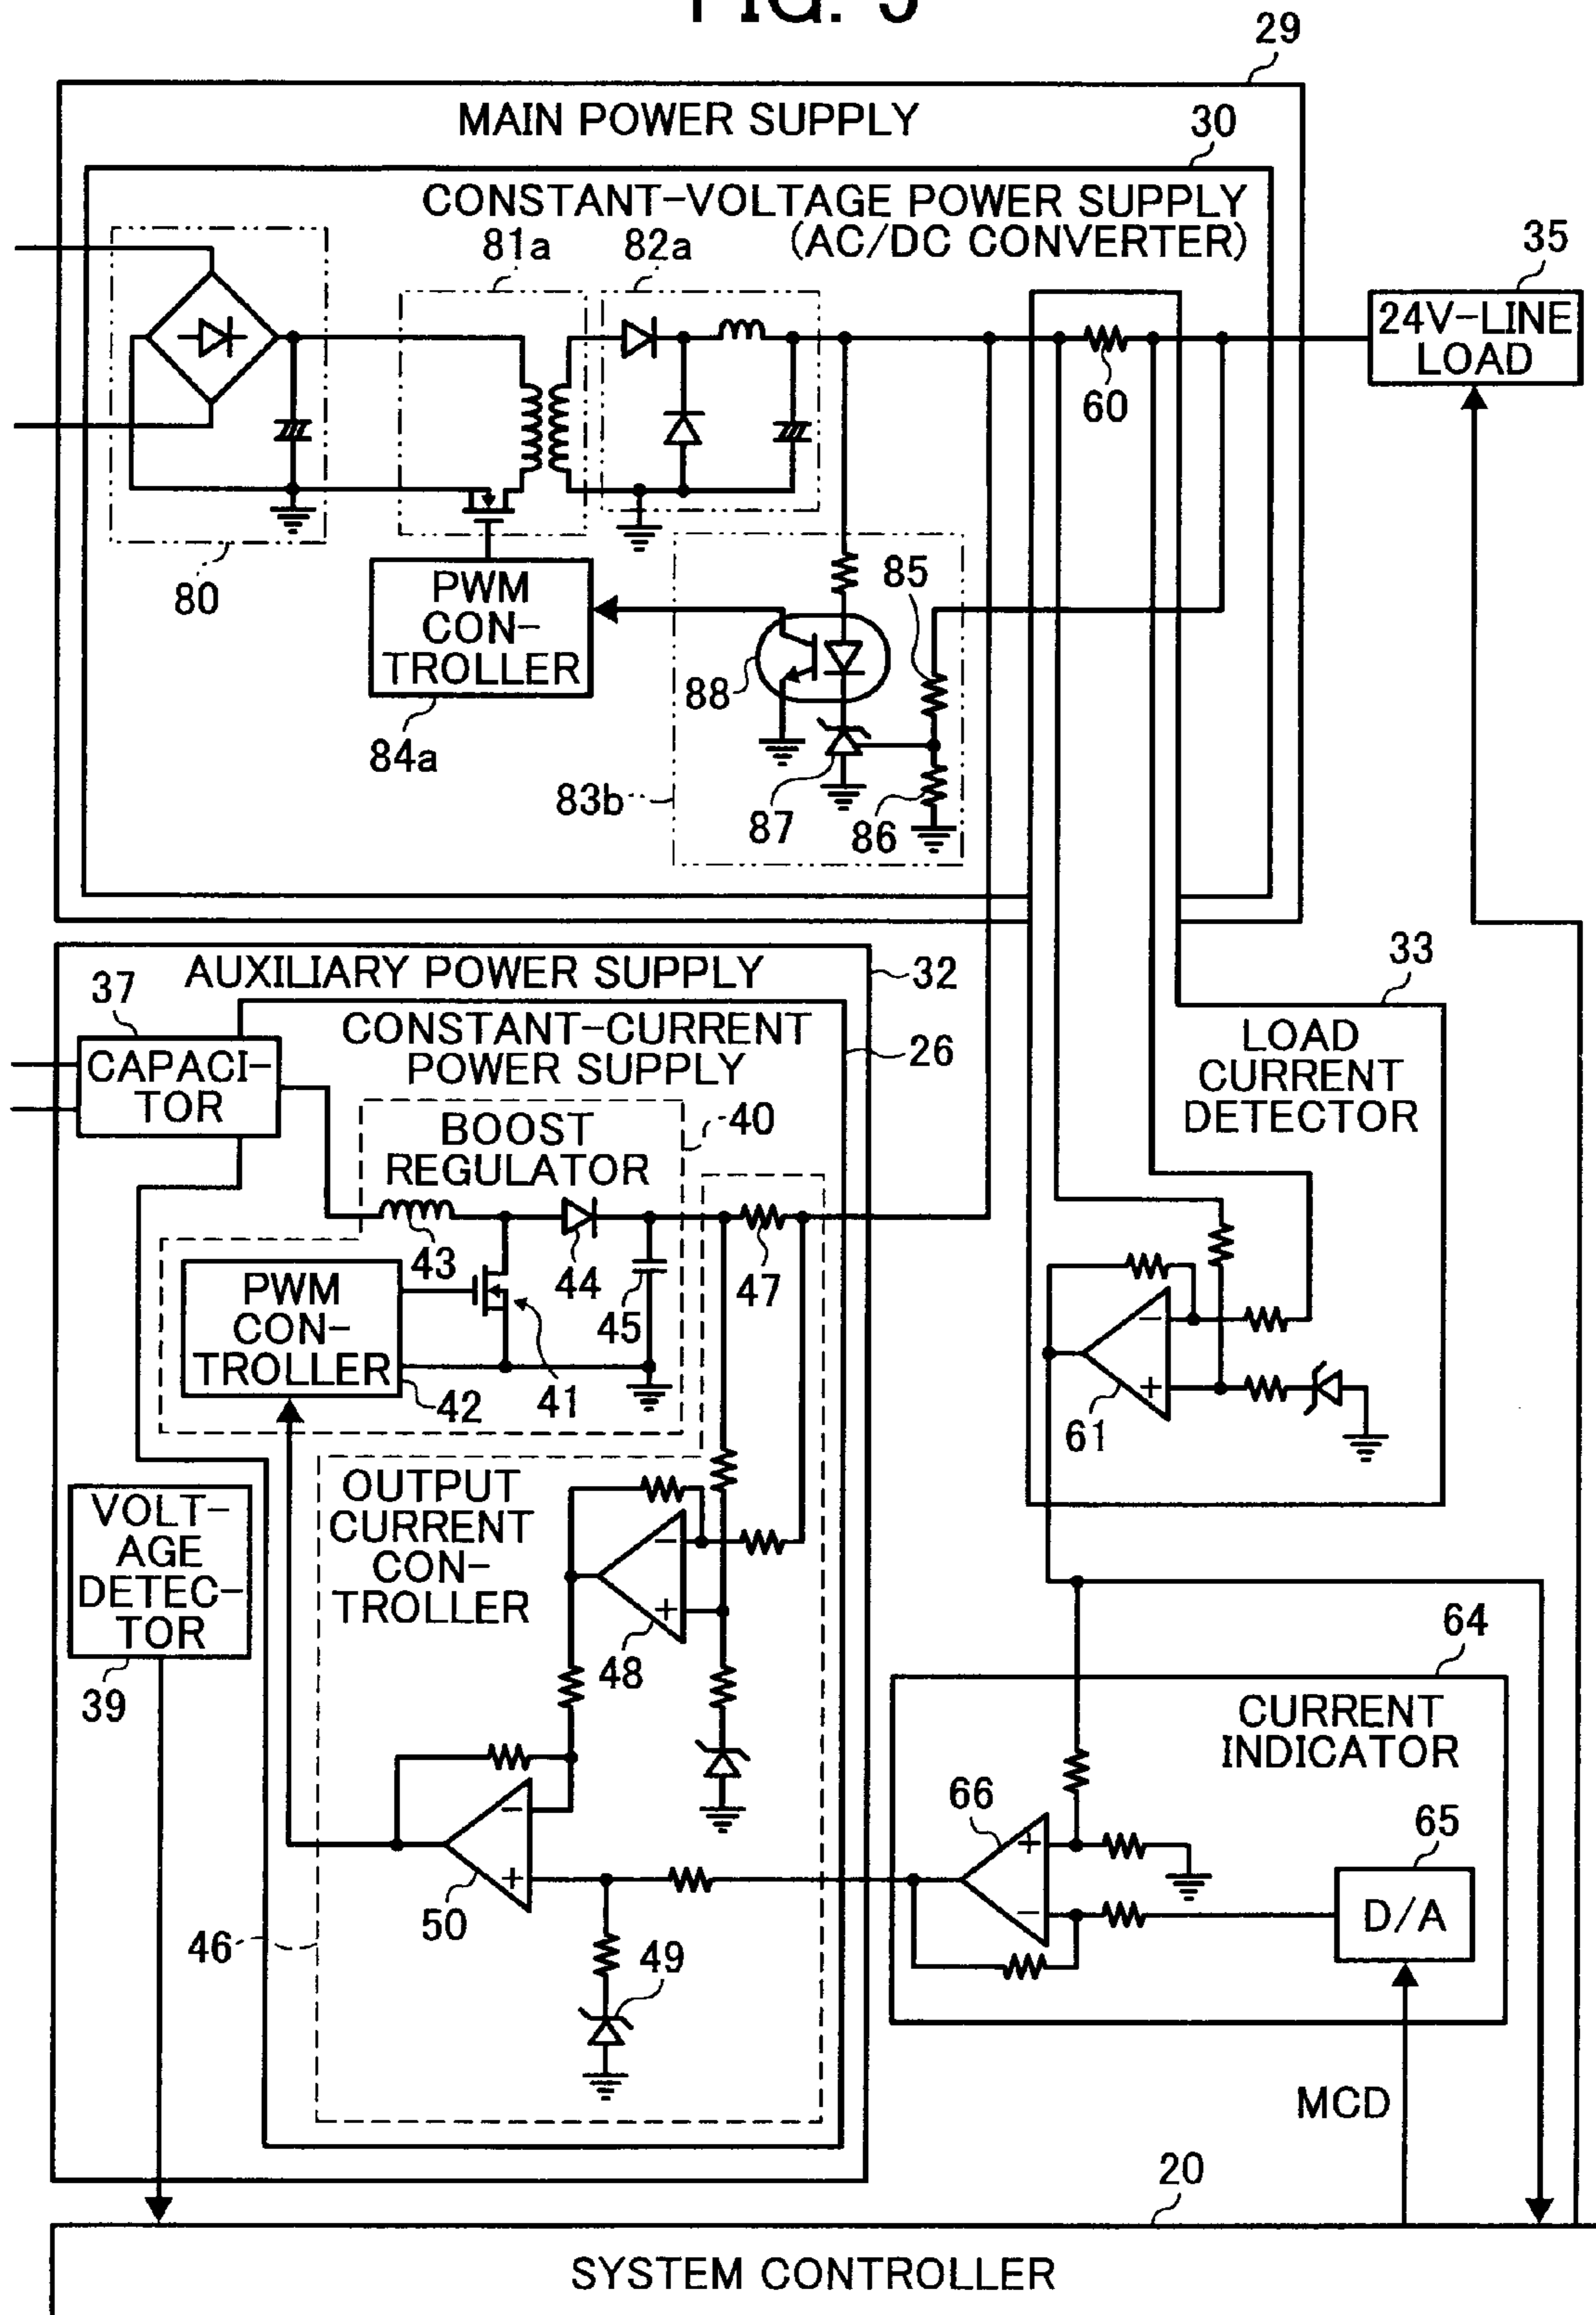 29
MAIN POWER SUPPLY
30
CONSTANT-VOLTAGE POWER SUPPLY
(AC/DC CONVERTER)
81a
82a
35
24V-LINE
LOAD
60
80
PWM
CON-
TROLLER
84a
85
88
83b
87
86
AUXILIARY POWER SUPPLY
32
33
37
CAPACI-
TOR
CONSTANT-CURRENT
POWER SUPPLY
26
LOAD
CURRENT
DETECTOR
BOOST
REGULATOR
40
43
44
45
47
PWM
CON-
TROLLER
42
41
-
+
61
OUTPUT
CURRENT
CON-
TROLLER
VOLT-
AGE
DETEC-
TOR
39
-
+
48
64
CURRENT
INDICATOR
66
+
-
65
D/A
-
+
50
46
49
MCD
20
SYSTEM CONTROLLER